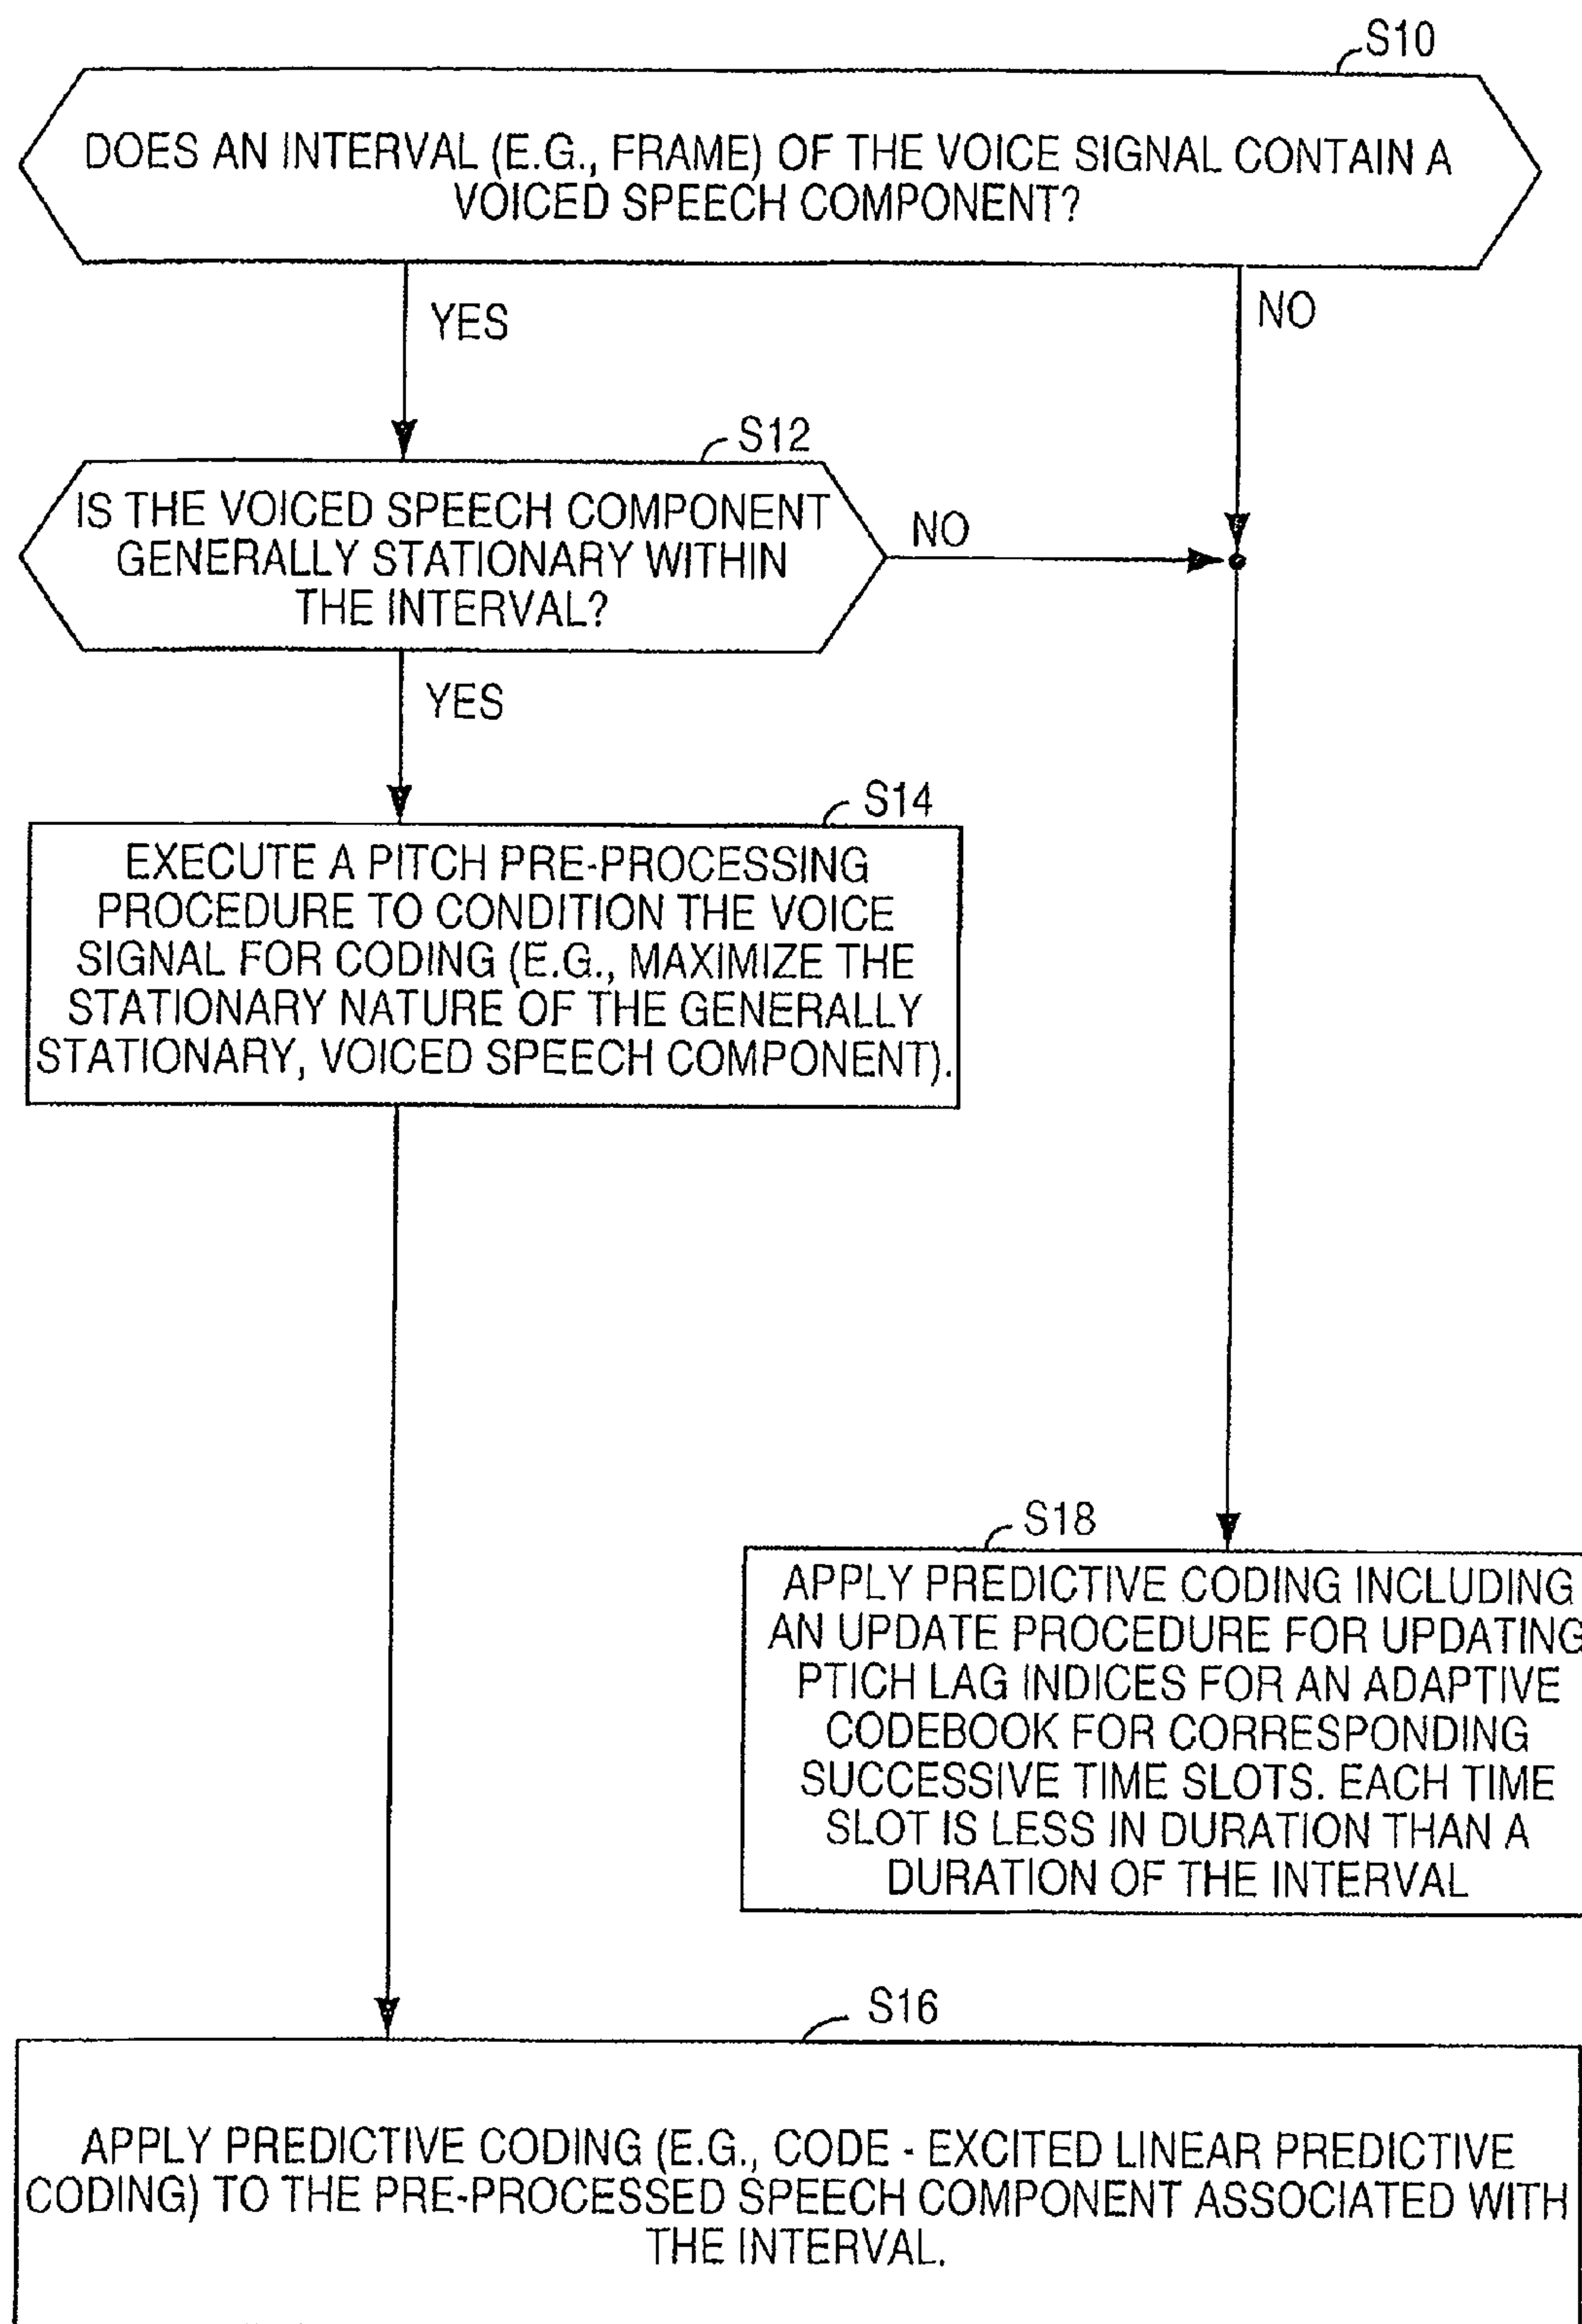 S10
DOES AN INTERVAL (E.G., FRAME) OF THE VOICE SIGNAL CONTAIN A
VOICED SPEECH COMPONENT?
YES
NO
S12
IS THE VOICED SPEECH COMPONENT
GENERALLY STATIONARY WITHIN
THE INTERVAL?
NO
YES
S14
EXECUTE A PITCH PRE-PROCESSING
PROCEDURE TO CONDITION THE VOICE
SIGNAL FOR CODING (E.G., MAXIMIZE THE
STATIONARY NATURE OF THE GENERALLY
STATIONARY, VOICED SPEECH COMPONENT).
S18
APPLY PREDICTIVE CODING INCLUDING
AN UPDATE PROCEDURE FOR UPDATING
PTICH LAG INDICES FOR AN ADAPTIVE
CODEBOOK FOR CORRESPONDING
SUCCESSIVE TIME SLOTS. EACH TIME
SLOT IS LESS IN DURATION THAN A
DURATION OF THE INTERVAL
S16
APPLY PREDICTIVE CODING (E.G., CODE - EXCITED LINEAR PREDICTIVE
CODING) TO THE PRE-PROCESSED SPEECH COMPONENT ASSOCIATED WITH
THE INTERVAL.